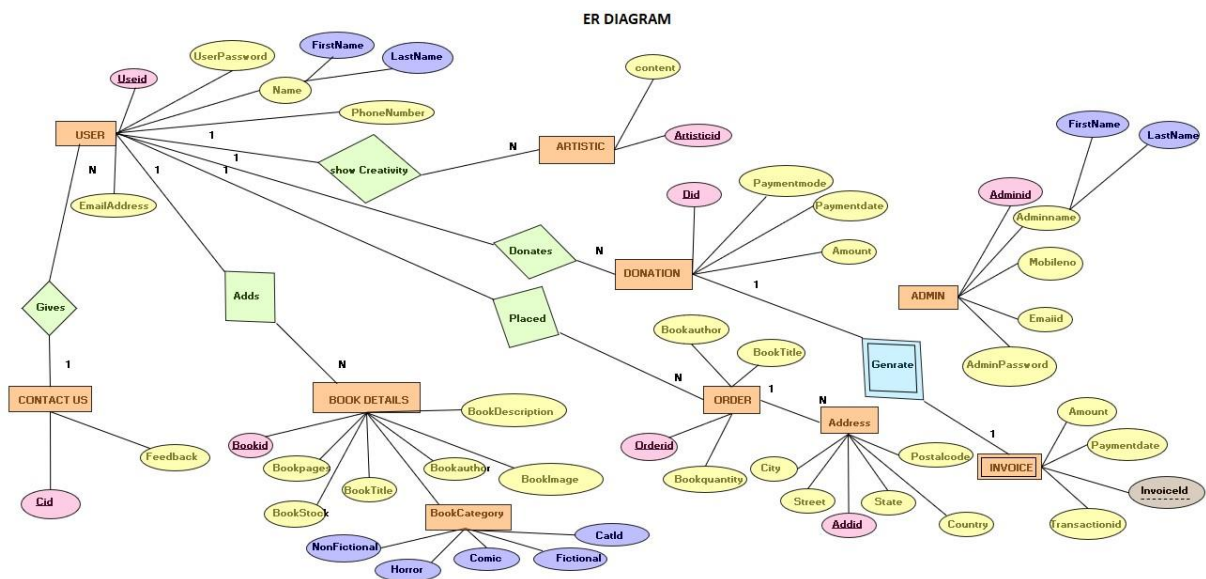 ER DIAGRAM
FirstName
UserPassword
LastName
Useid
Name
content
PhoneNumber
USER
1
ARTISTIC
Artisticid
FirstName
LastName
N
1
1
1
N
show Creativity
EmailAddress
Did
Paymentmode
Paymentdate
Adminid
Adminname
Donates
N
Amount
Mobileno
DONATION
1
ADMIN
Adds
Gives
Placed
Emaiid
Bookauthor
BookTitle
Genrate
AdminPassword
1
N
N
CONTACT US
BOOK DETAILS
ORDER
1
N
BookDescription
Address
Amount
1
Bookid
Orderid
Paymentdate
Feedback
Bookpages
Bookauthor
City
Postalcode
INVOICE
BookImage
Bookquantity
BookTitle
InvoiceId
Cid
BookStock
Street
State
BookCategory
Addid
Country
Transactionid
NonFictional
CatId
Comic
Fictional
Horror